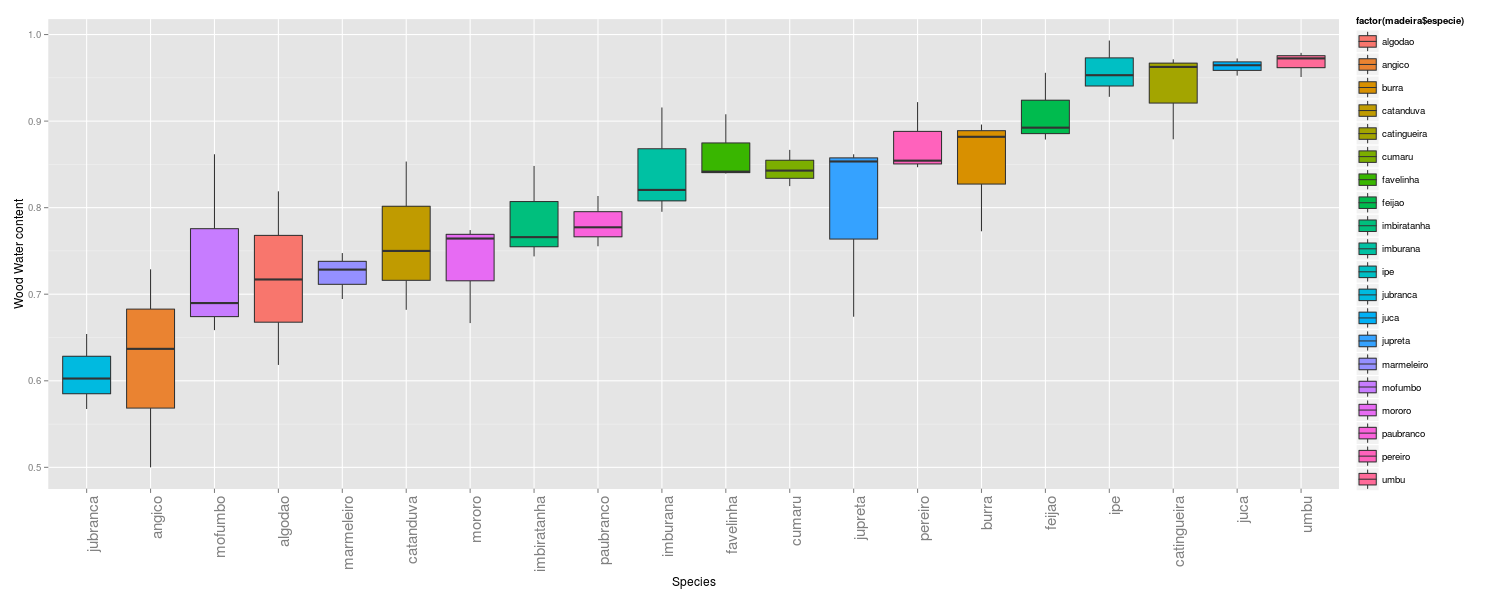 Wood Water content
1.0
0.9
0.8
0.7
0.6
0.5
jubranca
angico
mofumbo
algodao
marmeleiro
catanduva
mororo
imbiratanha
paubranco
imburana
favelinha
cumaru
jupreta
pereiro
burra
feijao
ipe
catingueira
juca
umbu
Species
factor(madeira$especie)
algodao
angico
burra
catanduva
catingueira
cumaru
favelinha
feijao
imbiratanha
imburana
ipe
jubranca
juca
jupreta
marmeleiro
mofumbo
mororo
paubranco
pereiro
umbu